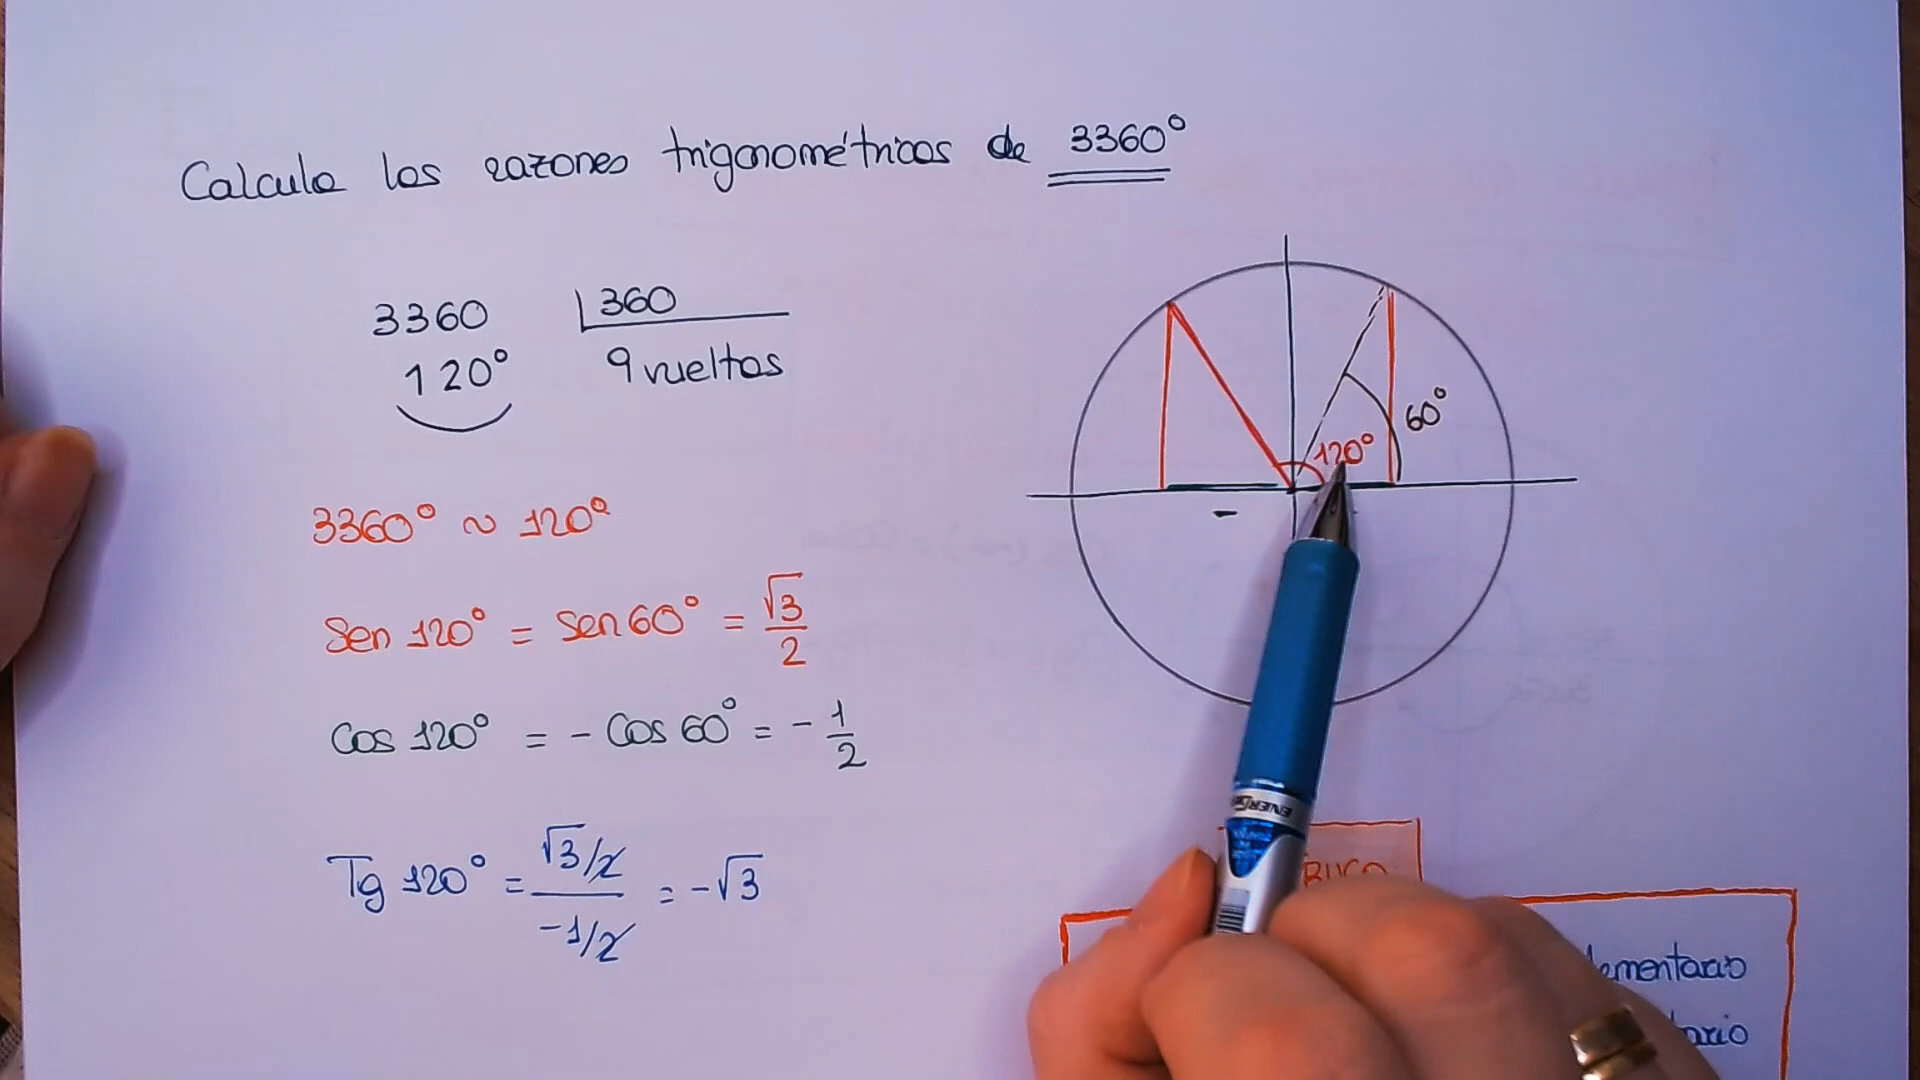 Calcula las razones trigonométricas de 3360°
3360 360
120° 9 vueltas
3360° ~ 120°
Sen 120° = sen 60° = √3/2
Cos 120° = - Cos 60° = - 1/2
Tg 120° = (√3/2)/(-1/2) = -√3
120°
60°
-
ENER